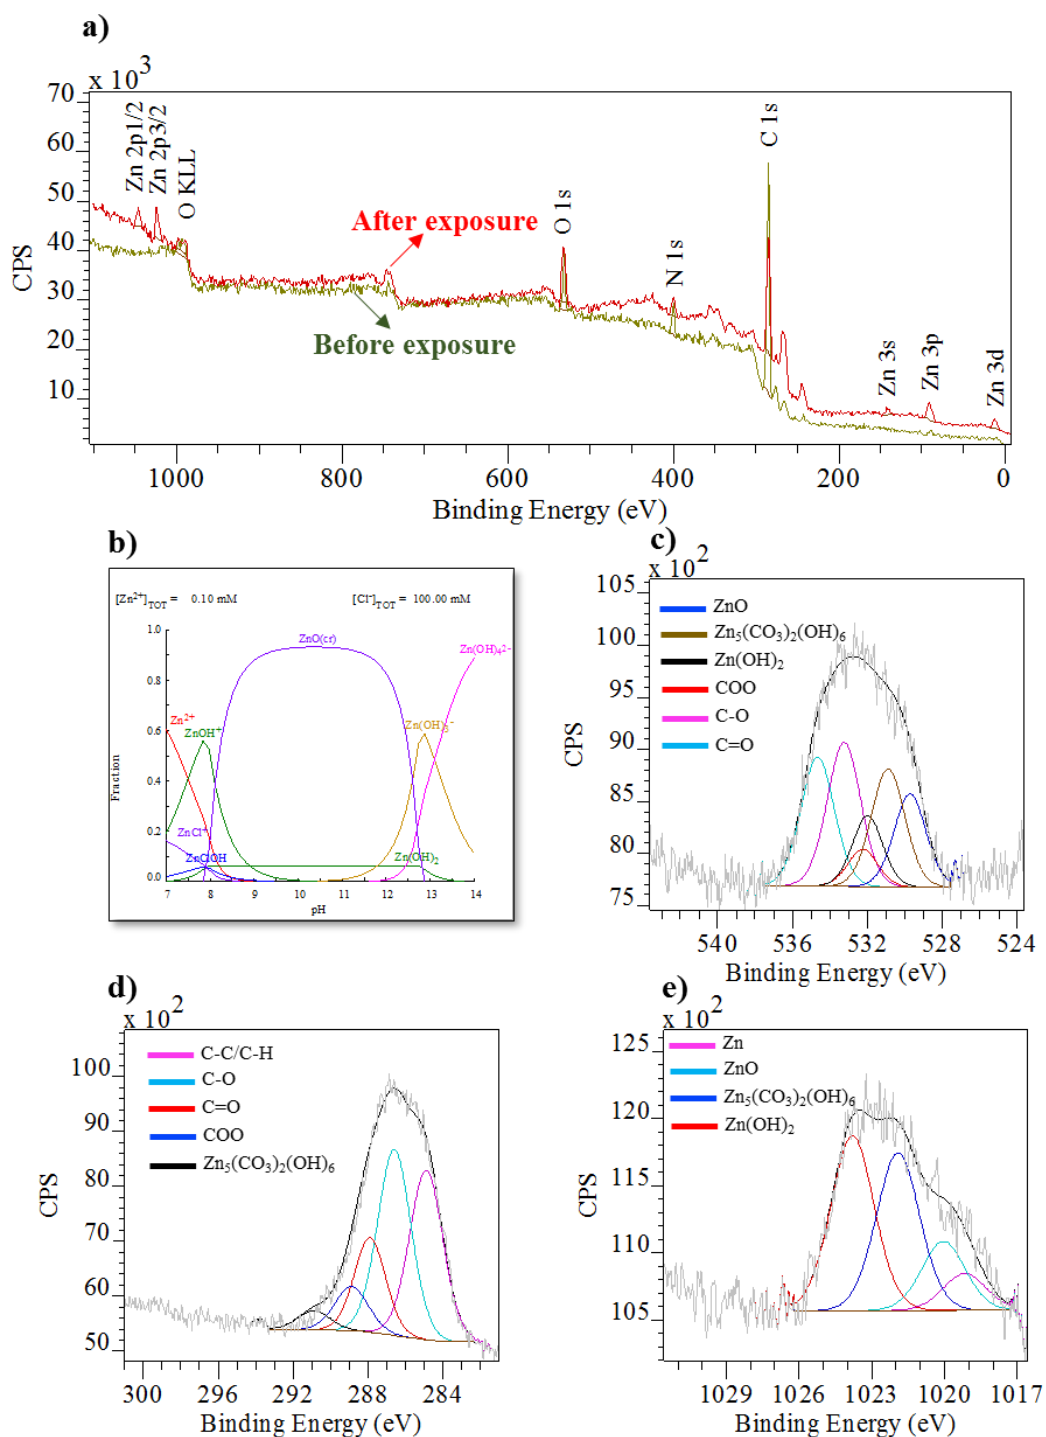 a)
x 10³
70
60
50
40
30
20
10
CPS
Zn 2p1/2
Zn 2p3/2
O KLL
After exposure
Before exposure
O 1s
N 1s
C 1s
Zn 3s
Zn 3p
Zn 3d
1000 800 600 400 200 0
Binding Energy (eV)
b)
[Zn²⁺]TOT = 0.10 mM [Cl⁻]TOT = 100.00 mM
1.0
0.8
0.6
0.4
0.2
0.0
Fraction
ZnO(cr)
Zn(OH)₄²⁻
Zn²⁺
ZnOH⁺
Zn(OH)₃⁻
ZnCl⁺
Zn(OH)₂
7 8 9 10 11 12 13 14
pH
c)
x 10²
105
100
95
90
85
80
75
CPS
ZnO
Zn₅(CO₃)₂(OH)₆
Zn(OH)₂
COO
C-O
C=O
540 536 532 528 524
Binding Energy (eV)
d)
x 10²
100
90
80
70
60
50
CPS
C-C/C-H
C-O
C=O
COO
Zn₅(CO₃)₂(OH)₆
300 296 292 288 284
Binding Energy (eV)
e)
x 10²
125
120
115
110
105
CPS
Zn
ZnO
Zn₅(CO₃)₂(OH)₆
Zn(OH)₂
1029 1026 1023 1020 1017
Binding Energy (eV)